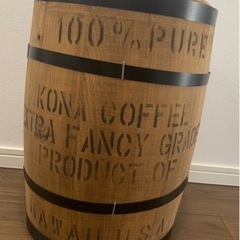 100% PURE
KONA COFFEE
EXTRA FANCY GRADE
PRODUCT OF
HAWAII U.S.A.